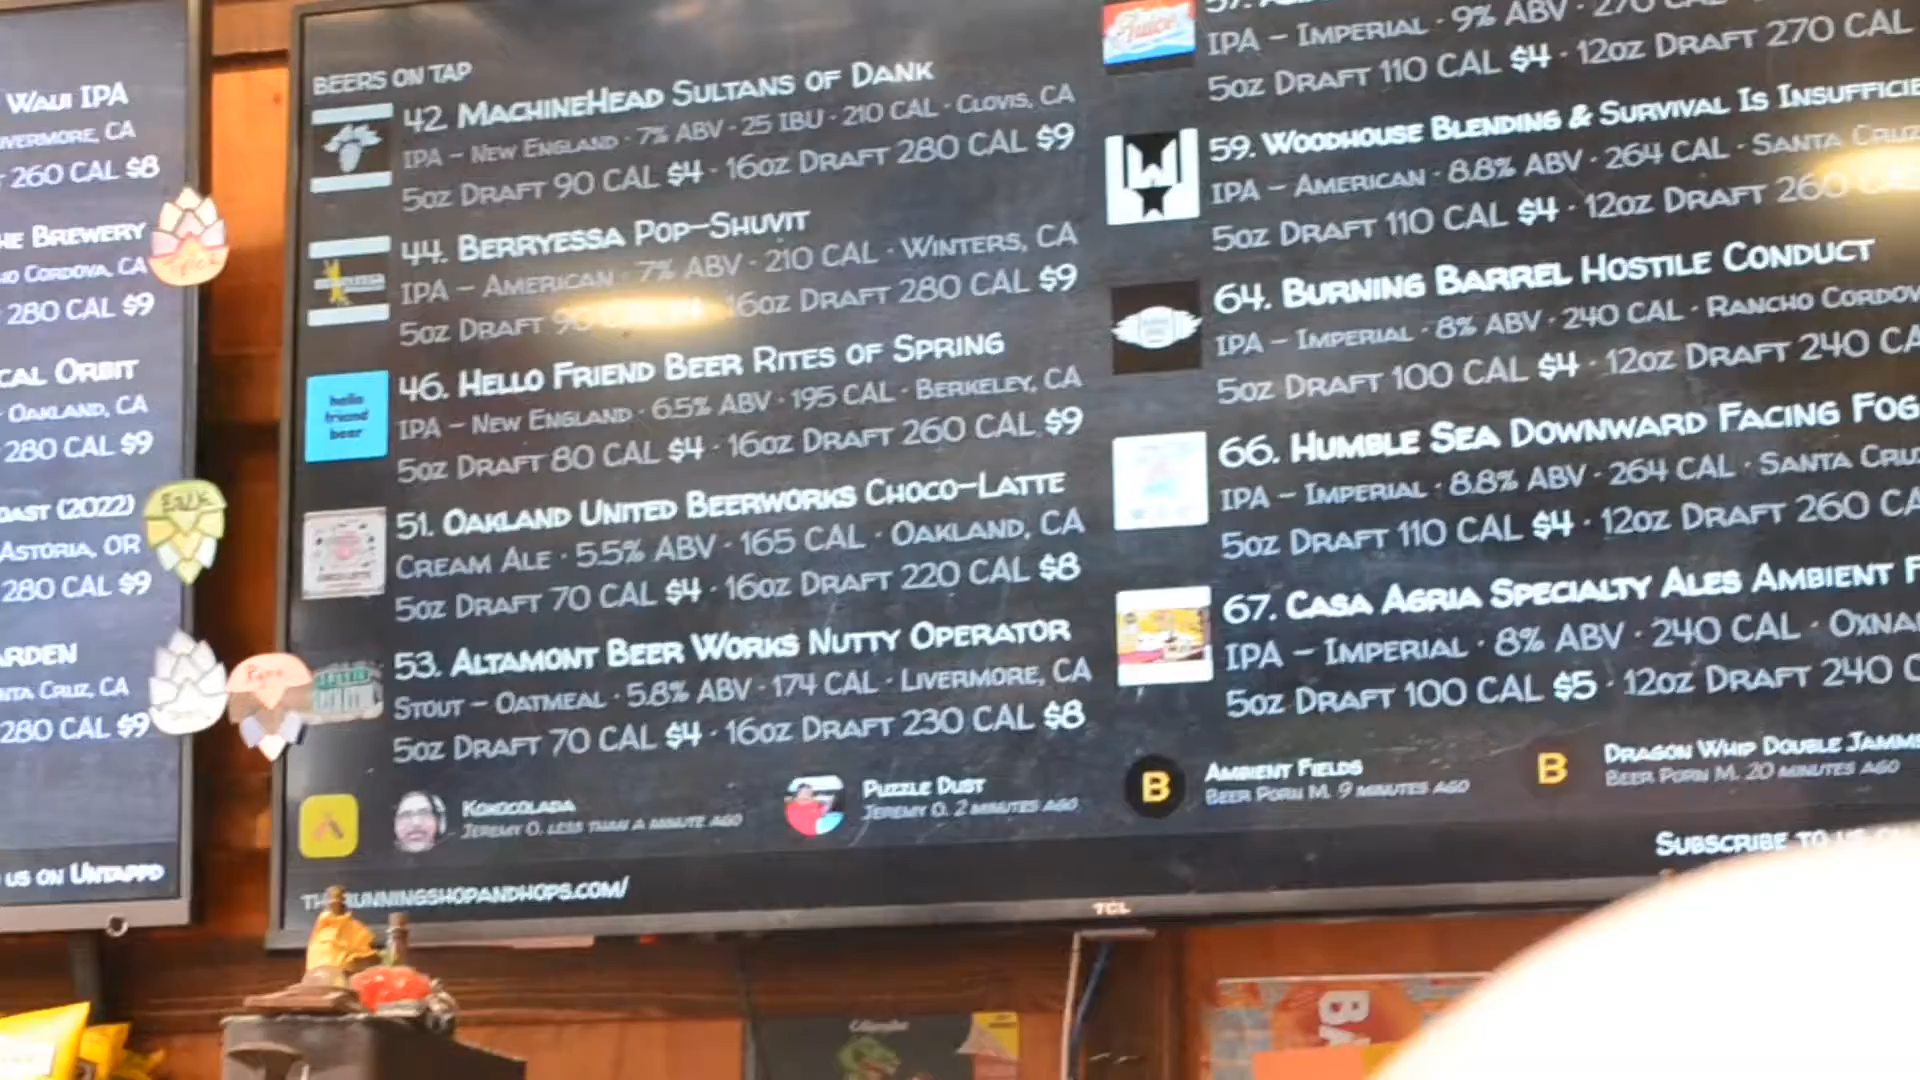 Waui IPA
ivermore, CA
260 CAL $8
he Brewery
o Cordova, CA
280 CAL $9
cal Orbit
Oakland, CA
280 CAL $9
oast (2022)
Astoria, OR
280 CAL $9
arden
nta Cruz, CA
280 CAL $9
us on Untappd
Beers on Tap
42. MachineHead Sultans of Dank
IPA - New England · 7% ABV · 25 IBU · 210 CAL · Clovis, CA
5oz Draft 90 CAL $4 · 16oz Draft 280 CAL $9
44. Berryessa Pop-Shuvit
IPA - American · 7% ABV · 210 CAL · Winters, CA
5oz Draft 90 16oz Draft 280 CAL $9
hello
friend
beer
46. Hello Friend Beer Rites of Spring
IPA - New England · 6.5% ABV · 195 CAL · Berkeley, CA
5oz Draft 80 CAL $4 · 16oz Draft 260 CAL $9
51. Oakland United Beerworks Choco-Latte
Cream Ale · 5.5% ABV · 165 CAL · Oakland, CA
5oz Draft 70 CAL $4 · 16oz Draft 220 CAL $8
53. Altamont Beer Works Nutty Operator
Stout - Oatmeal · 5.8% ABV · 174 CAL · Livermore, CA
5oz Draft 70 CAL $4 · 16oz Draft 230 CAL $8
Juice
IPA - Imperial · 9% ABV · 270 CAL
5oz Draft 110 CAL $4 · 12oz Draft 270 CAL
59. Woodhouse Blending & Survival Is Insufficie
IPA - American · 8.8% ABV · 264 CAL · Santa Cruz
5oz Draft 110 CAL $4 · 12oz Draft 260
64. Burning Barrel Hostile Conduct
IPA - Imperial · 8% ABV · 240 CAL · Rancho Cordov
5oz Draft 100 CAL $4 · 12oz Draft 240 CA
66. Humble Sea Downward Facing Fog
IPA - Imperial · 8.8% ABV · 264 CAL · Santa Cruz
5oz Draft 110 CAL $4 · 12oz Draft 260 CA
67. Casa Agria Specialty Ales Ambient F
IPA - Imperial · 8% ABV · 240 CAL · Oxna
5oz Draft 100 CAL $5 · 12oz Draft 240 C
Kokocolada
Jeremy O. less than a minute ago
Puzzle Dust
Jeremy O. 2 minutes ago
B
Ambient Fields
Beer Porn M. 9 minutes ago
B
Dragon Whip Double Jamm
Beer Porn M. 20 minutes ago
Subscribe to us
therunningshopandhops.com/
TCL
BA